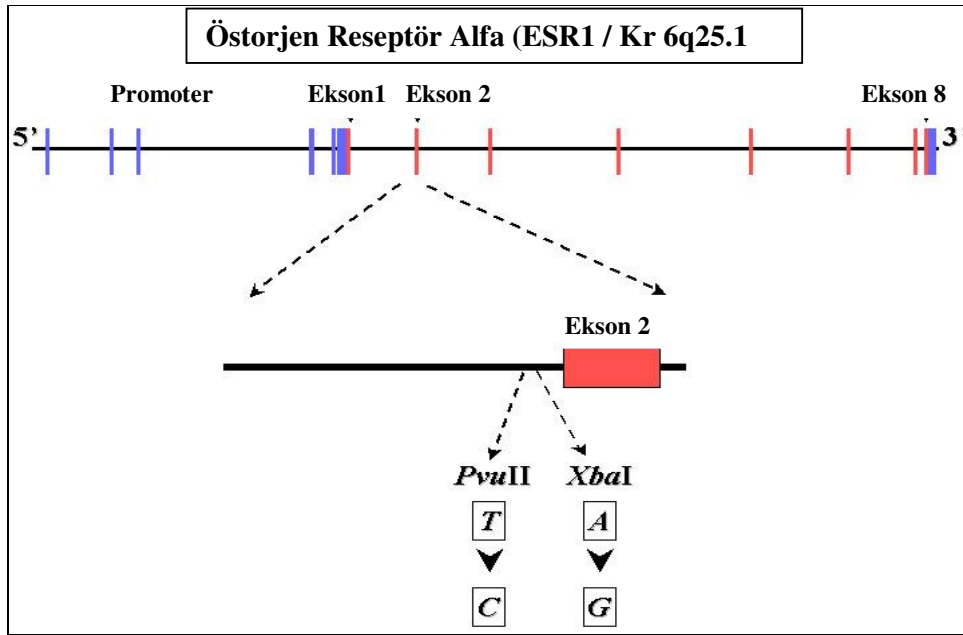 Östorjen Reseptör Alfa (ESR1 / Kr 6q25.1
Promoter Ekson1 Ekson 2 Ekson 8
5’ 3’
Ekson 2
PvuII XbaI
T A
C G